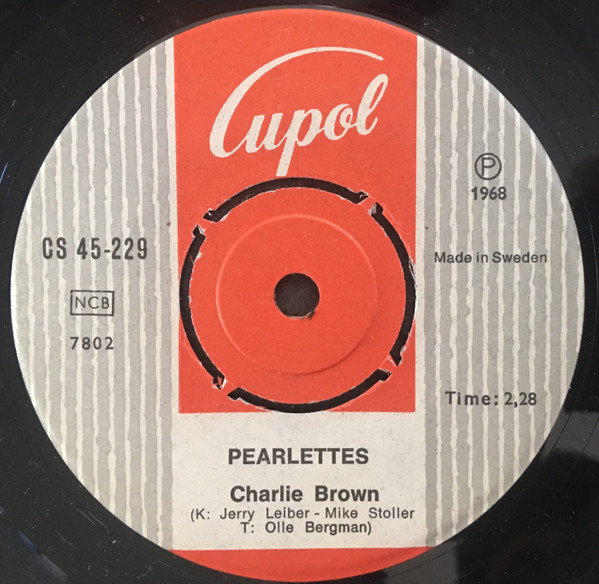 Cupol
Ⓟ
1968
CS 45-229
Made in Sweden
NCB
7802
Time: 2,28
PEARLETTES
Charlie Brown
(K: Jerry Leiber - Mike Stoller
T: Olle Bergman)